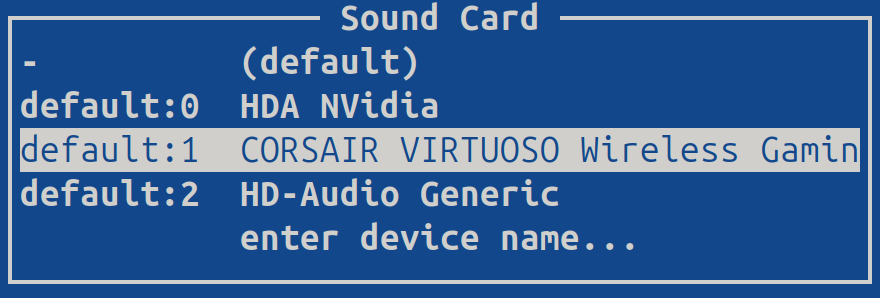 Sound Card
- (default)
default:0 HDA NVidia
default:1 CORSAIR VIRTUOSO Wireless Gamin
default:2 HD-Audio Generic
enter device name...